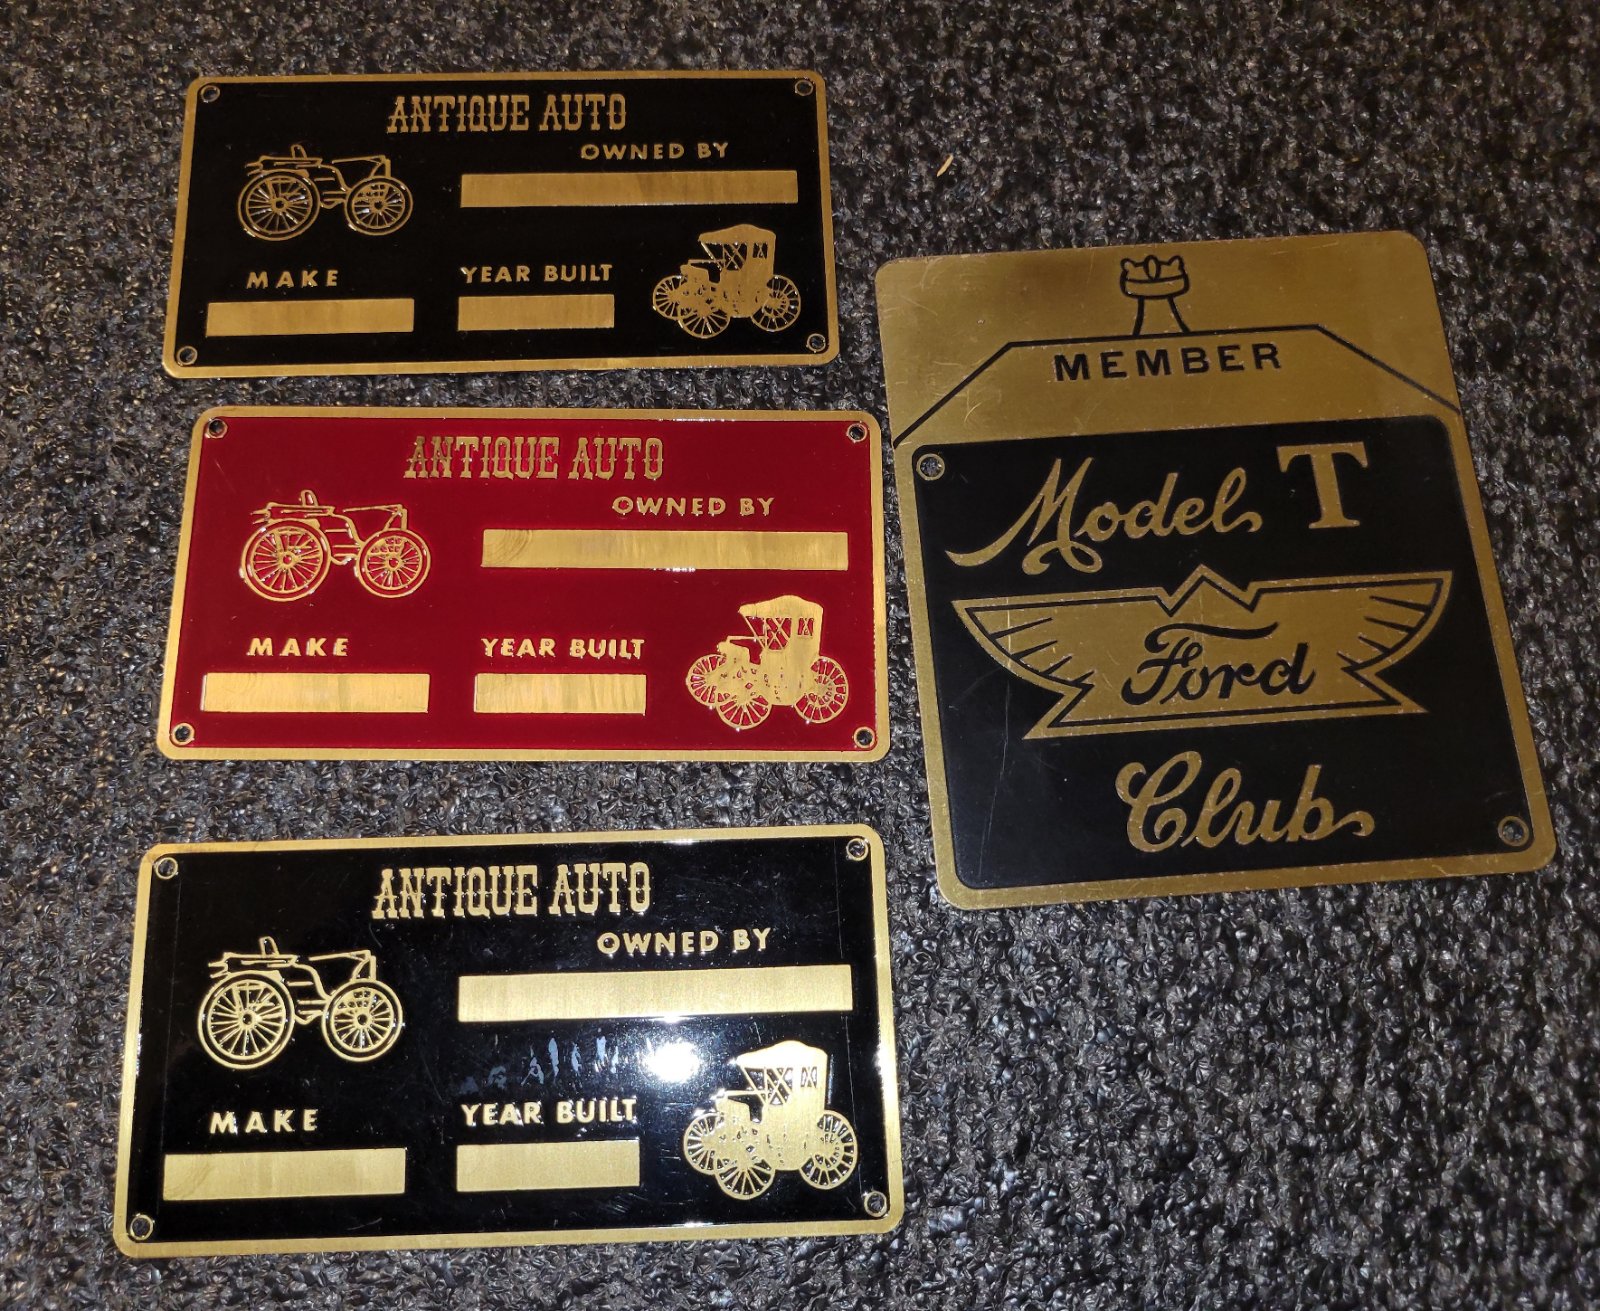 ANTIQUE AUTO
OWNED BY
MAKE
YEAR BUILT
ANTIQUE AUTO
OWNED BY
MAKE
YEAR BUILT
ANTIQUE AUTO
OWNED BY
MAKE
YEAR BUILT
MEMBER
Model T
Ford
Club